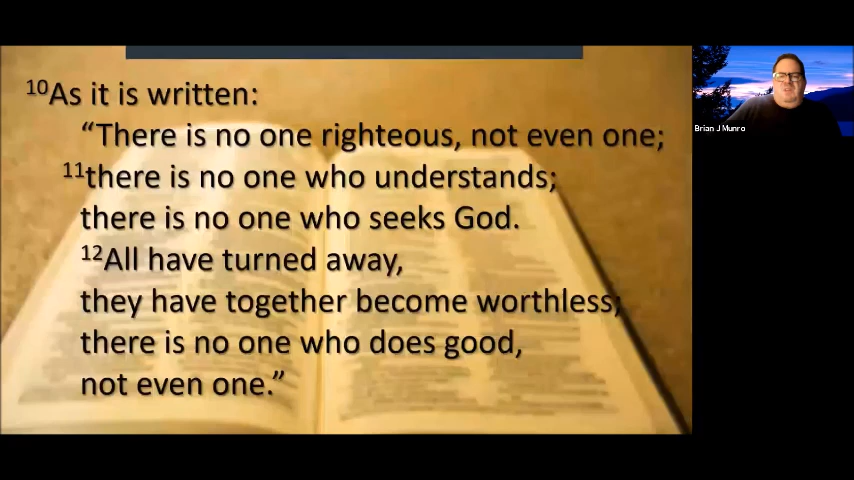 10As it is written:
“There is no one righteous, not even one;
11there is no one who understands;
there is no one who seeks God.
12All have turned away,
they have together become worthless;
there is no one who does good,
not even one.”
Brian J Munro